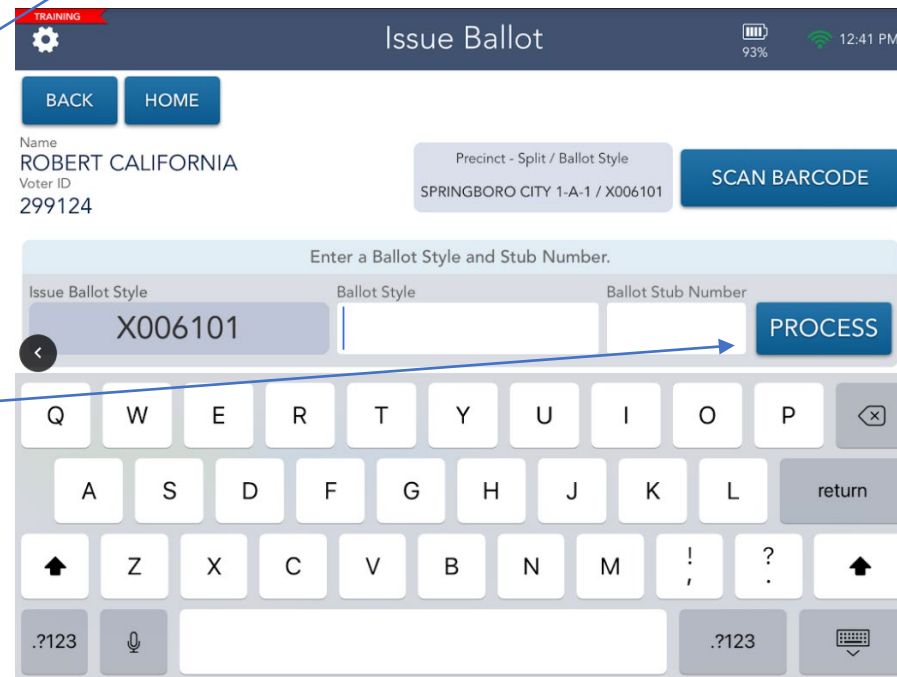 TRAINING
Issue Ballot
93%
12:41 PM
BACK
HOME
Name
ROBERT CALIFORNIA
Voter ID
299124
Precinct - Split / Ballot Style
SPRINGBORO CITY 1-A-1 / X006101
SCAN BARCODE
Enter a Ballot Style and Stub Number.
Issue Ballot Style
Ballot Style
Ballot Stub Number
X006101
PROCESS
Q W E R T Y U I O P
A S D F G H J K L return
Z X C V B N M ! , ? .
.?123 .?123